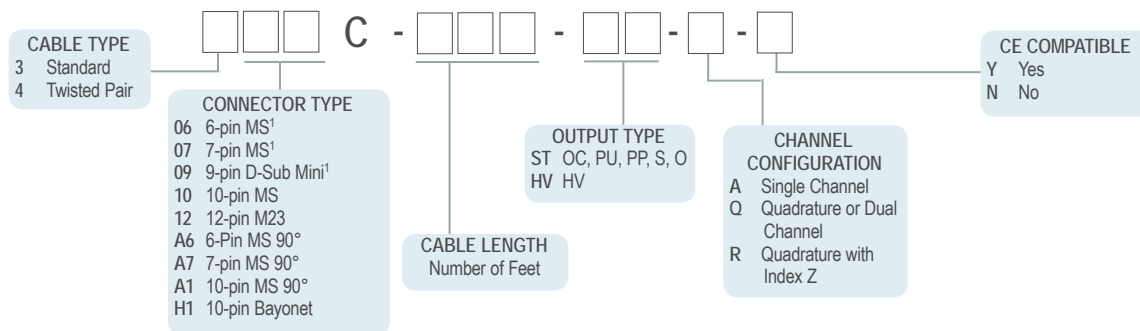 C - - - -
CABLE TYPE
3 Standard
4 Twisted Pair
CONNECTOR TYPE
06 6-pin MS¹
07 7-pin MS¹
09 9-pin D-Sub Mini¹
10 10-pin MS
12 12-pin M23
A6 6-Pin MS 90°
A7 7-pin MS 90°
A1 10-pin MS 90°
H1 10-pin Bayonet
CABLE LENGTH
Number of Feet
OUTPUT TYPE
ST OC, PU, PP, S, O
HV HV
CHANNEL
CONFIGURATION
A Single Channel
Q Quadrature or Dual
Channel
R Quadrature with
Index Z
CE COMPATIBLE
Y Yes
N No